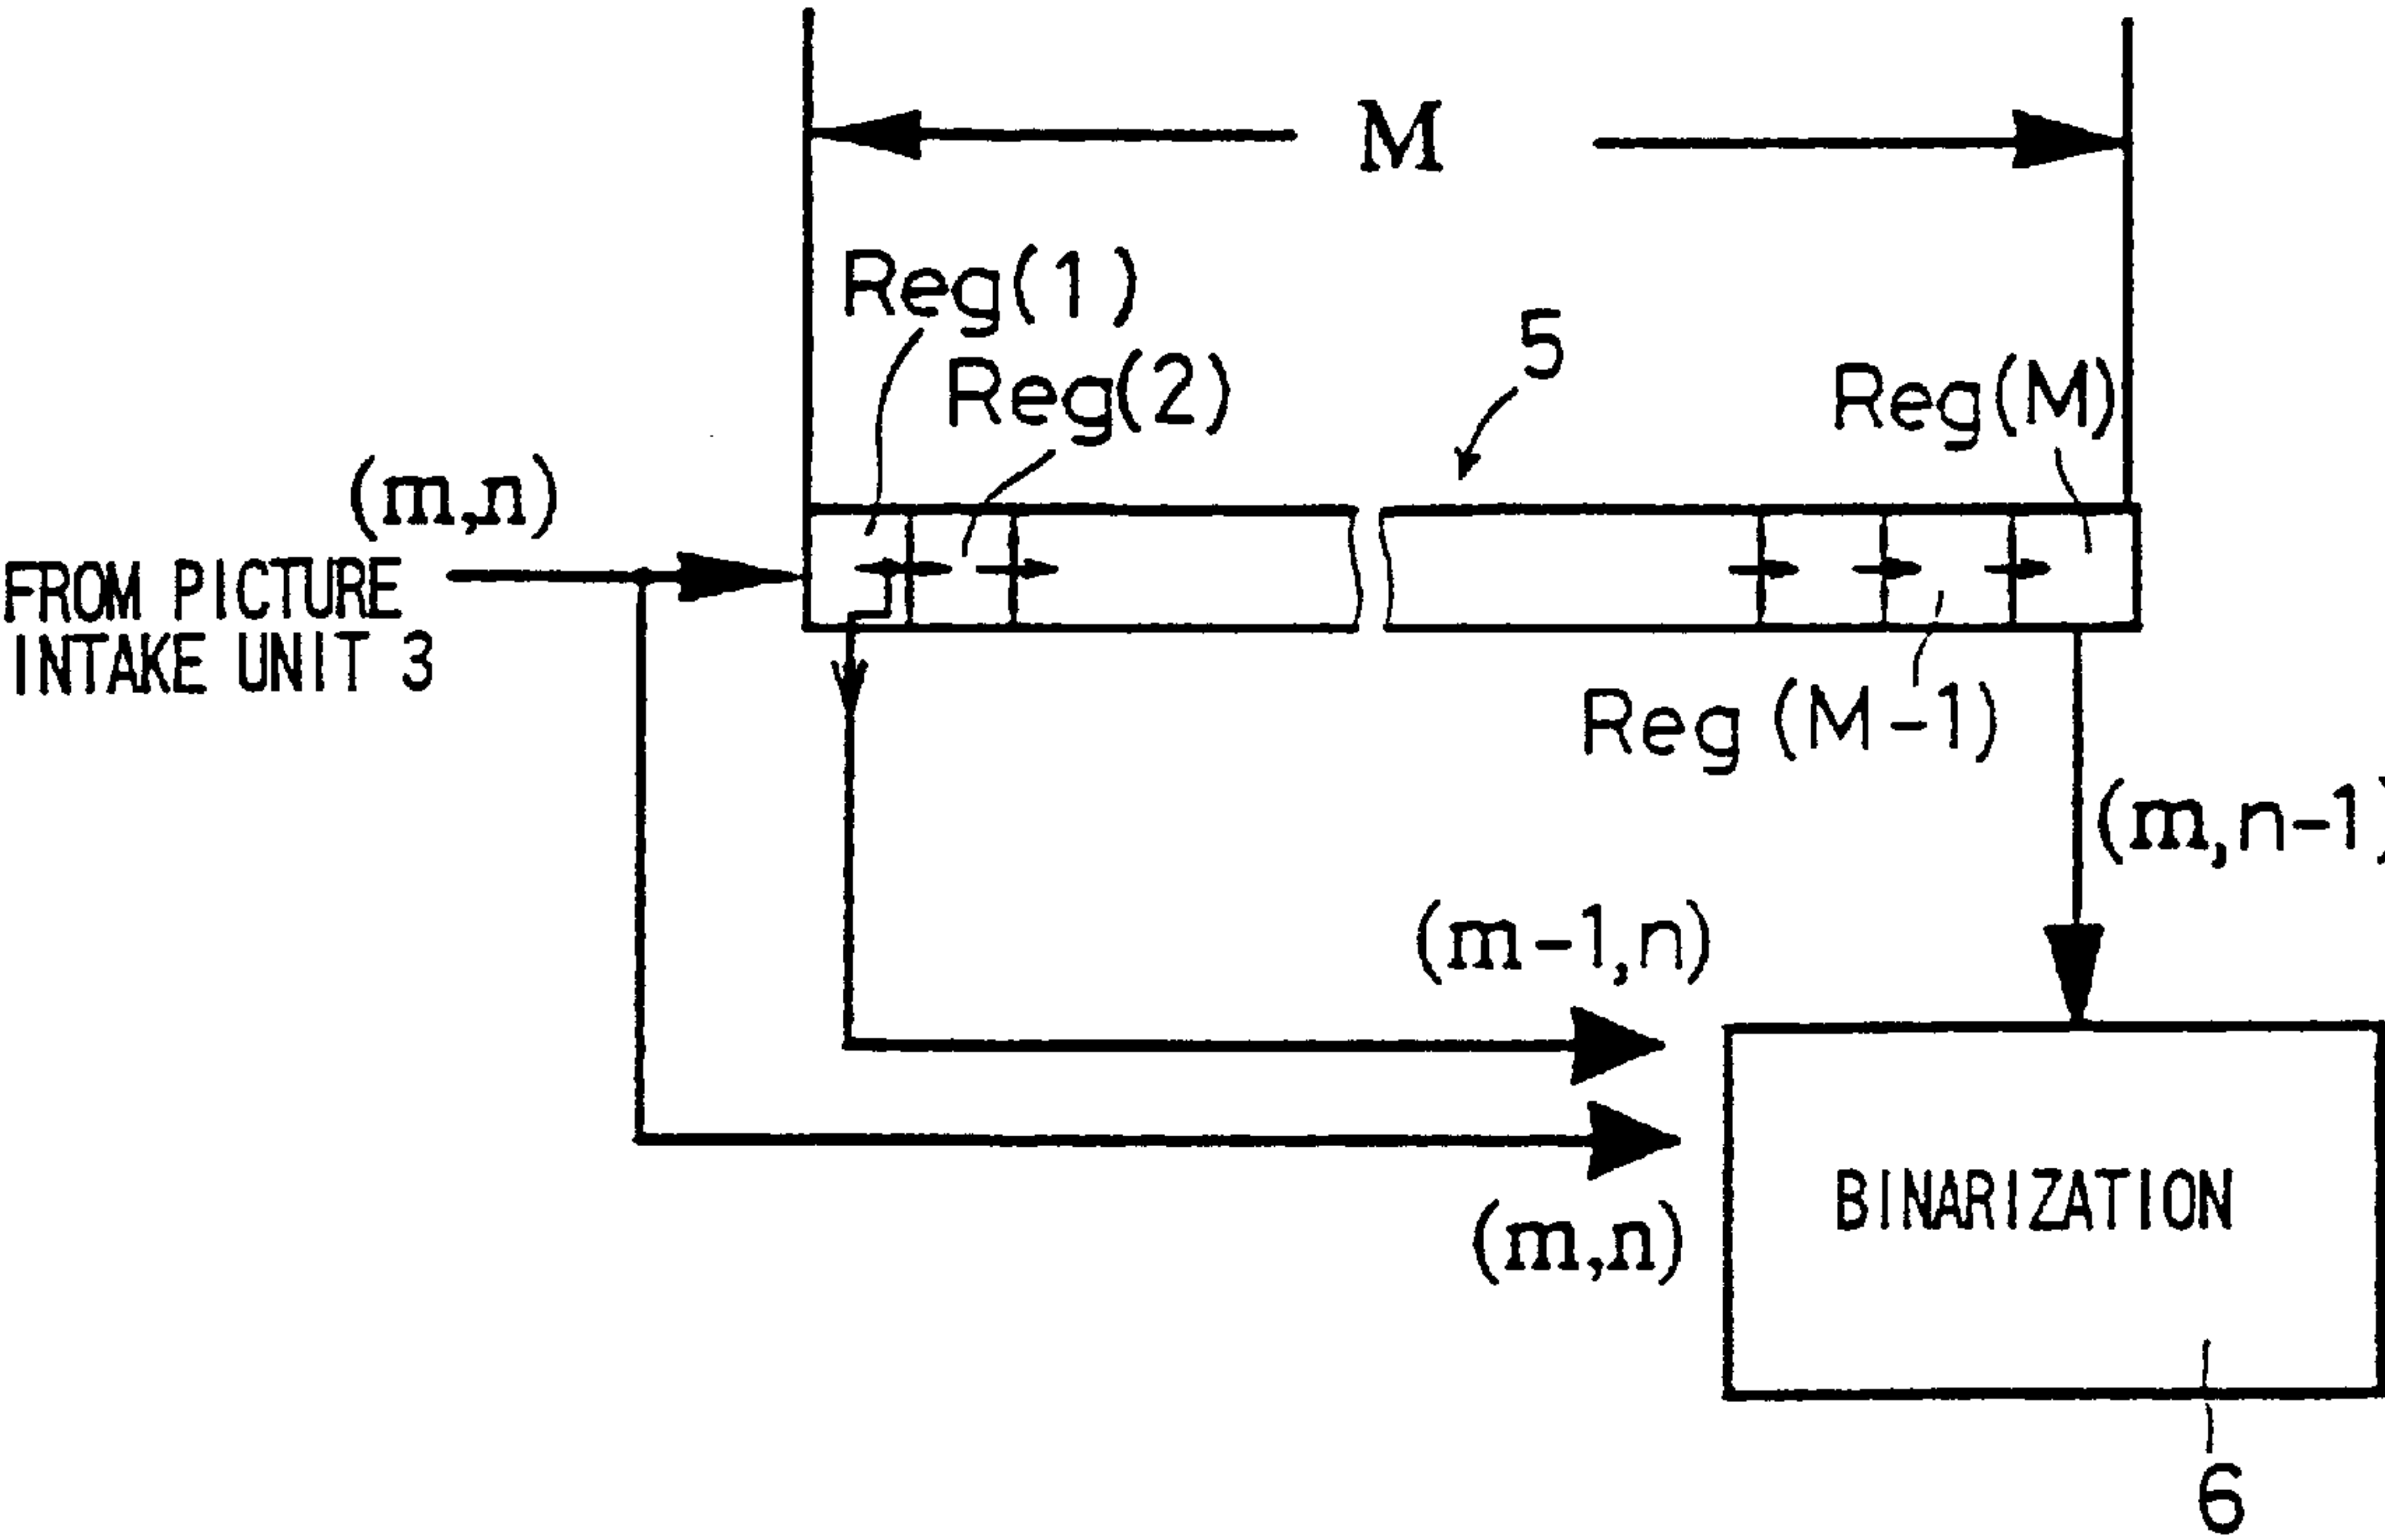 M
Reg(1)
5
Reg(2)
Reg(M)
(m,n)
FROM PICTURE
INTAKE UNIT 3
Reg (M-1)
(m,n-1)
(m-1,n)
(m,n)
BINARIZATION
6